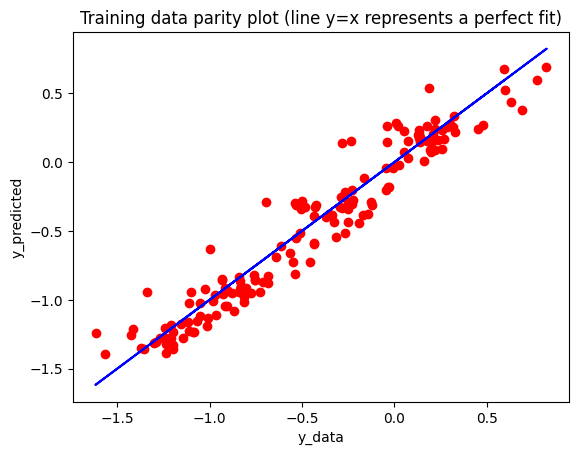 Training data parity plot (line y=x represents a perfect fit)
0.5
0.0
−0.5
−1.0
−1.5
y_predicted
−1.5 −1.0 −0.5 0.0 0.5
y_data